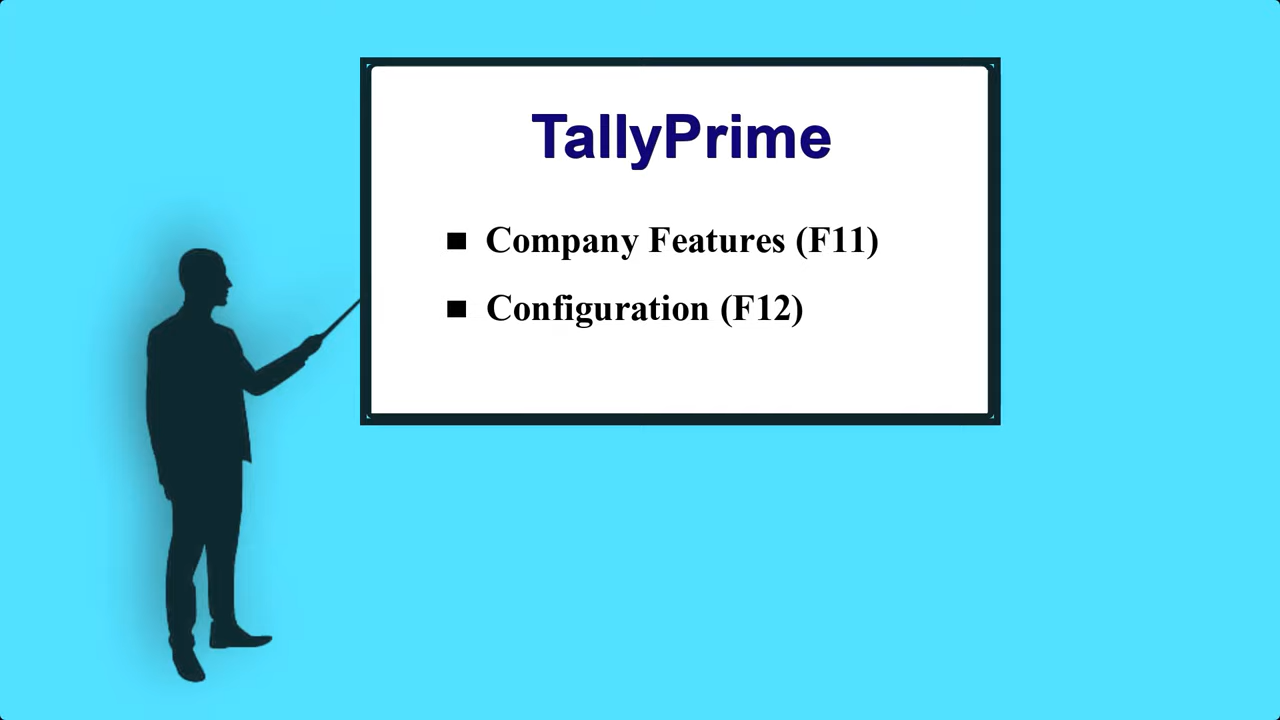 TallyPrime
■ Company Features (F11)
■ Configuration (F12)